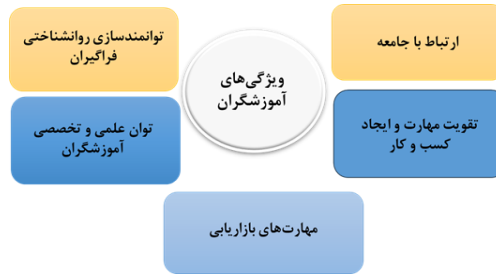 ویژگی‌های
آموزشگران
ارتباط با جامعه
توانمندسازی روانشناختی
فراگیران
تقویت مهارت و ایجاد
کسب و کار
توان علمی و تخصصی
آموزشگران
مهارت‌های بازاریابی